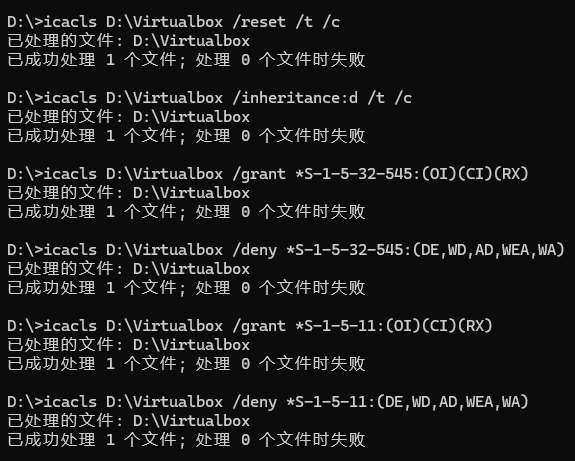 D:\>icacls D:\Virtualbox /reset /t /c
已处理的文件: D:\Virtualbox
已成功处理 1 个文件; 处理 0 个文件时失败
D:\>icacls D:\Virtualbox /inheritance:d /t /c
已处理的文件: D:\Virtualbox
已成功处理 1 个文件; 处理 0 个文件时失败
D:\>icacls D:\Virtualbox /grant *S-1-5-32-545:(OI)(CI)(RX)
已处理的文件: D:\Virtualbox
已成功处理 1 个文件; 处理 0 个文件时失败
D:\>icacls D:\Virtualbox /deny *S-1-5-32-545:(DE,WD,AD,WEA,WA)
已处理的文件: D:\Virtualbox
已成功处理 1 个文件; 处理 0 个文件时失败
D:\>icacls D:\Virtualbox /grant *S-1-5-11:(OI)(CI)(RX)
已处理的文件: D:\Virtualbox
已成功处理 1 个文件; 处理 0 个文件时失败
D:\>icacls D:\Virtualbox /deny *S-1-5-11:(DE,WD,AD,WEA,WA)
已处理的文件: D:\Virtualbox
已成功处理 1 个文件; 处理 0 个文件时失败